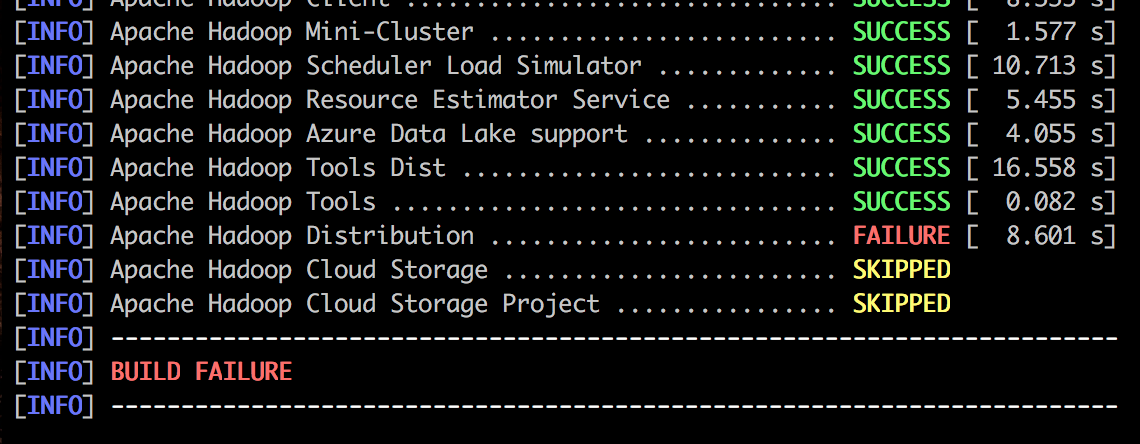 [INFO] Apache Hadoop Client ............................... SUCCESS [  8.555 s]
[INFO] Apache Hadoop Mini-Cluster ......................... SUCCESS [  1.577 s]
[INFO] Apache Hadoop Scheduler Load Simulator ............. SUCCESS [ 10.713 s]
[INFO] Apache Hadoop Resource Estimator Service ........... SUCCESS [  5.455 s]
[INFO] Apache Hadoop Azure Data Lake support .............. SUCCESS [  4.055 s]
[INFO] Apache Hadoop Tools Dist ........................... SUCCESS [ 16.558 s]
[INFO] Apache Hadoop Tools ................................ SUCCESS [  0.082 s]
[INFO] Apache Hadoop Distribution ......................... FAILURE [  8.601 s]
[INFO] Apache Hadoop Cloud Storage  ....................... SKIPPED
[INFO] Apache Hadoop Cloud Storage Project ................ SKIPPED
[INFO] ------------------------------------------------------------------------
[INFO] BUILD FAILURE
[INFO] ------------------------------------------------------------------------